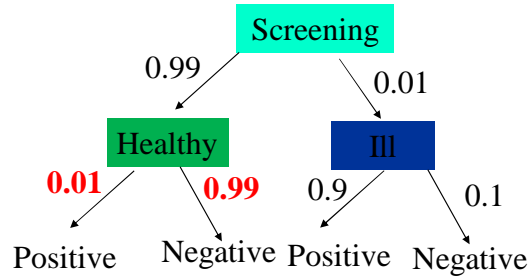 Screening
0.99
0.01
Healthy
Ill
0.01
0.99
0.9
0.1
Positive
Negative
Positive
Negative